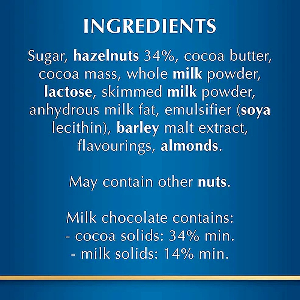 INGREDIENTS
Sugar, hazelnuts 34%, cocoa butter,
cocoa mass, whole milk powder,
lactose, skimmed milk powder,
anhydrous milk fat, emulsifier (soya
lecithin), barley malt extract,
flavourings, almonds.
May contain other nuts.
Milk chocolate contains:
- cocoa solids: 34% min.
- milk solids: 14% min.